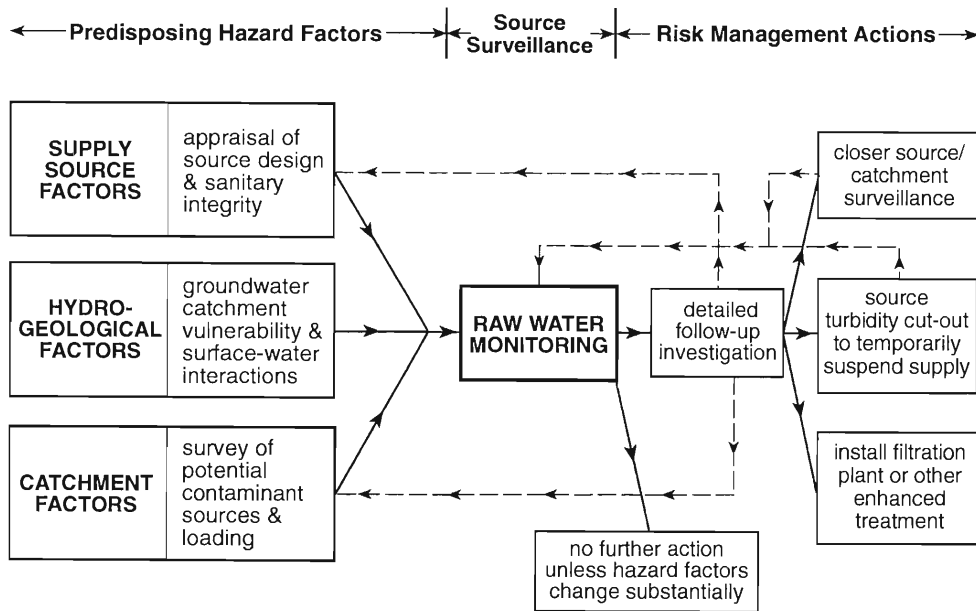 Predisposing Hazard Factors
Source
Surveillance
Risk Management Actions
SUPPLY
SOURCE
FACTORS
appraisal of
source design
& sanitary
integrity
HYDRO-
GEOLOGICAL
FACTORS
groundwater
catchment
vulnerability &
surface-water
interactions
CATCHMENT
FACTORS
survey of
potential
contaminant
sources &
loading
RAW WATER
MONITORING
detailed
follow-up
investigation
no further action
unless hazard factors
change substantially
closer source/
catchment
surveillance
source
turbidity cut-out
to temporarily
suspend supply
install filtration
plant or other
enhanced
treatment